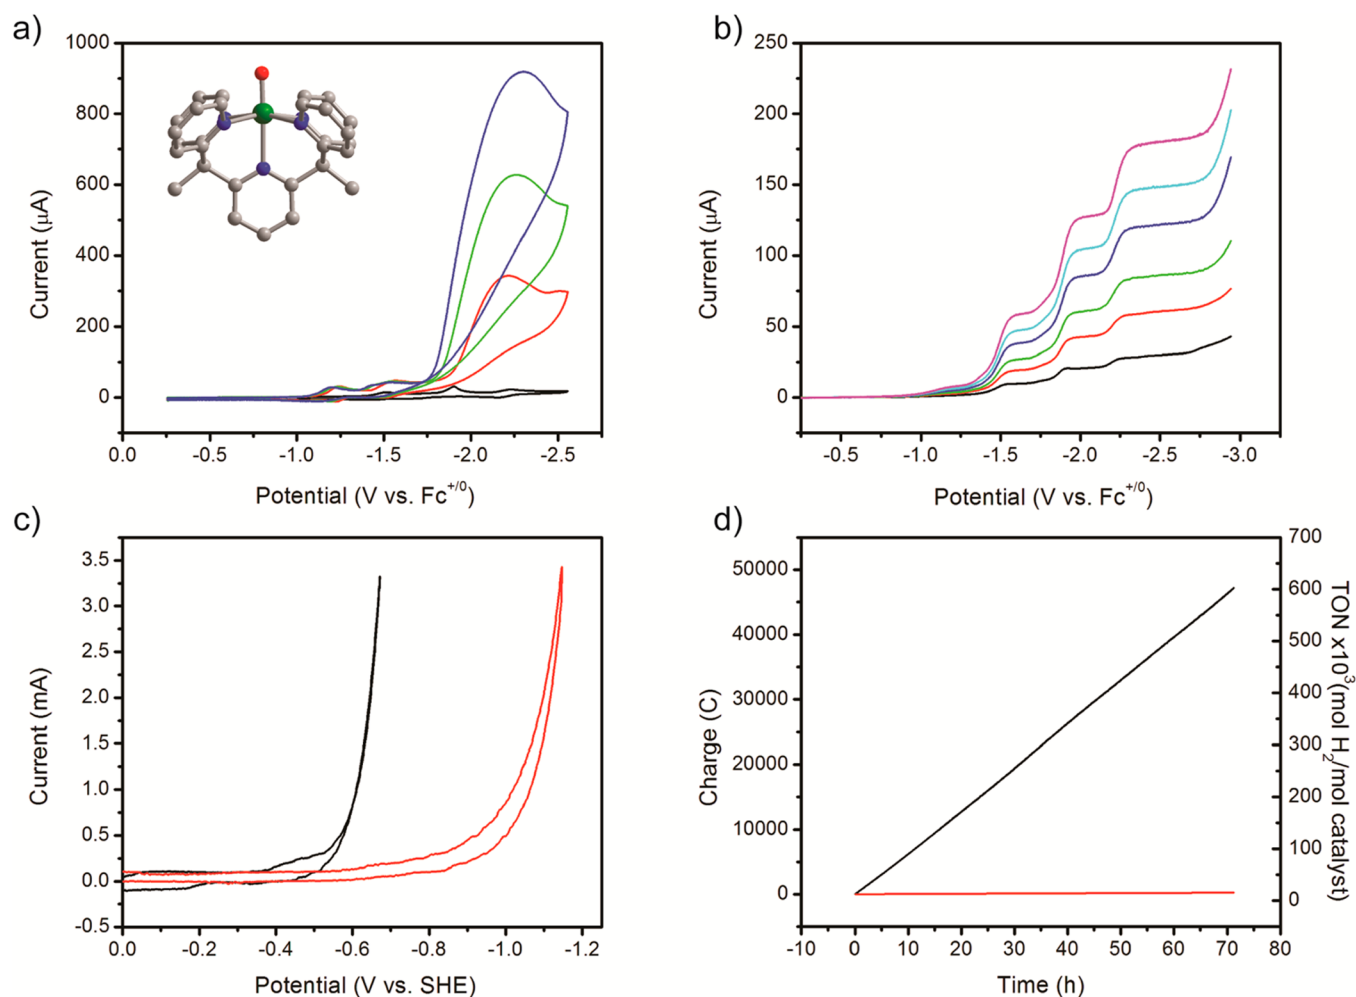 a)
1000
800
600
400
200
0
Current (μA)
0.0 -0.5 -1.0 -1.5 -2.0 -2.5
Potential (V vs. Fc+/0)
b)
250
200
150
100
50
0
Current (μA)
-0.5 -1.0 -1.5 -2.0 -2.5 -3.0
Potential (V vs. Fc+/0)
c)
3.5
3.0
2.5
2.0
1.5
1.0
0.5
0.0
-0.5
Current (mA)
0.0 -0.2 -0.4 -0.6 -0.8 -1.0 -1.2
Potential (V vs. SHE)
d)
50000
40000
30000
20000
10000
0
Charge (C)
700
600
500
400
300
200
100
0
TON x10³(mol H₂/mol catalyst)
-10 0 10 20 30 40 50 60 70 80
Time (h)